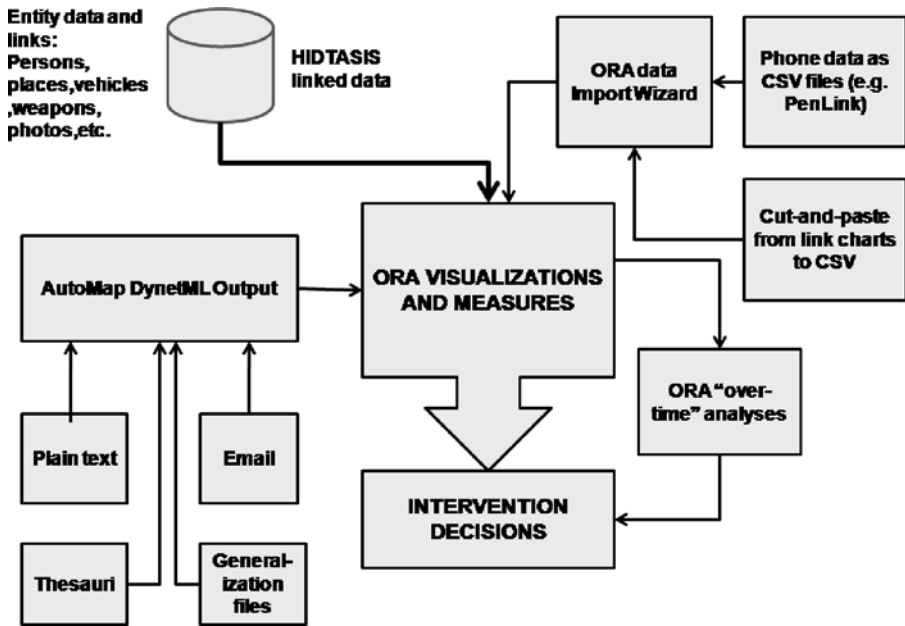 Entity data and
links:
Persons,
places,vehicles
,weapons,
photos,etc.
HIDTASIS
linked data
ORA data
Import Wizard
Phone data as
CSV files (e.g.
PenLink)
Cut-and-paste
from link charts
to CSV
AutoMap DynetML Output
ORA VISUALIZATIONS
AND MEASURES
ORA “over-
time” analyses
Plain text
Email
INTERVENTION
DECISIONS
Thesauri
General-
ization
files